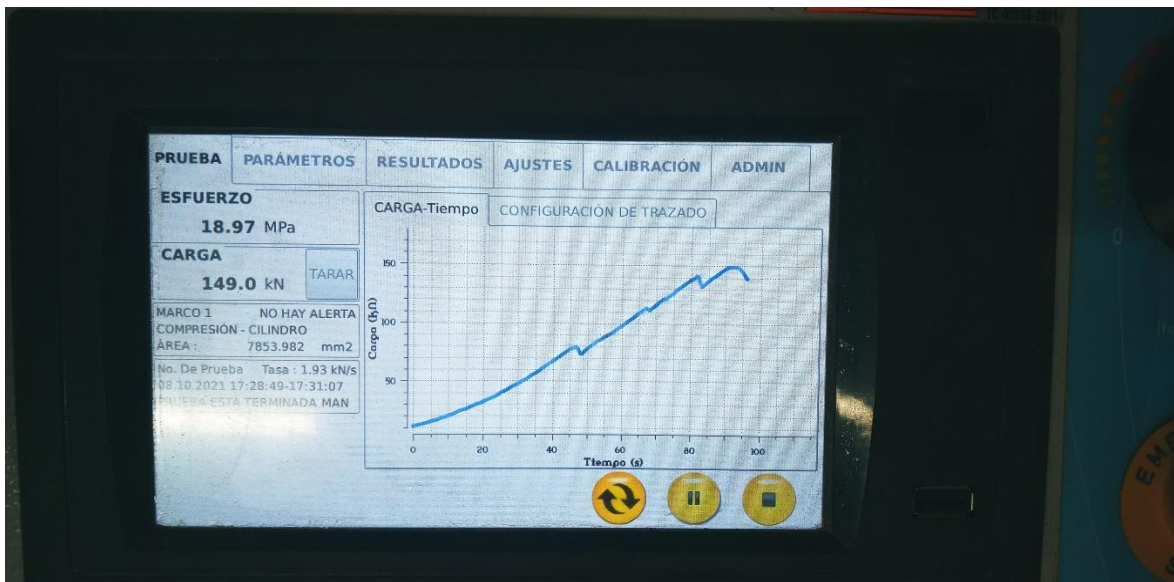 PRUEBA PARÁMETROS RESULTADOS AJUSTES CALIBRACIÓN ADMIN
ESFUERZO
18.97 MPa
CARGA
149.0 kN TARAR
MARCO 1 NO HAY ALERTA
COMPRESIÓN - CILINDRO
ÁREA : 7853.982 mm2
No. De Prueba Tasa : 1.93 kN/s
08.10.2021 17:28:49-17:31:07
PRUEBA ESTA TERMINADA MAN
CARGA-Tiempo CONFIGURACIÓN DE TRAZADO
Carga (kN)
150
100
50
0 20 40 60 80 100
Tiempo (s)